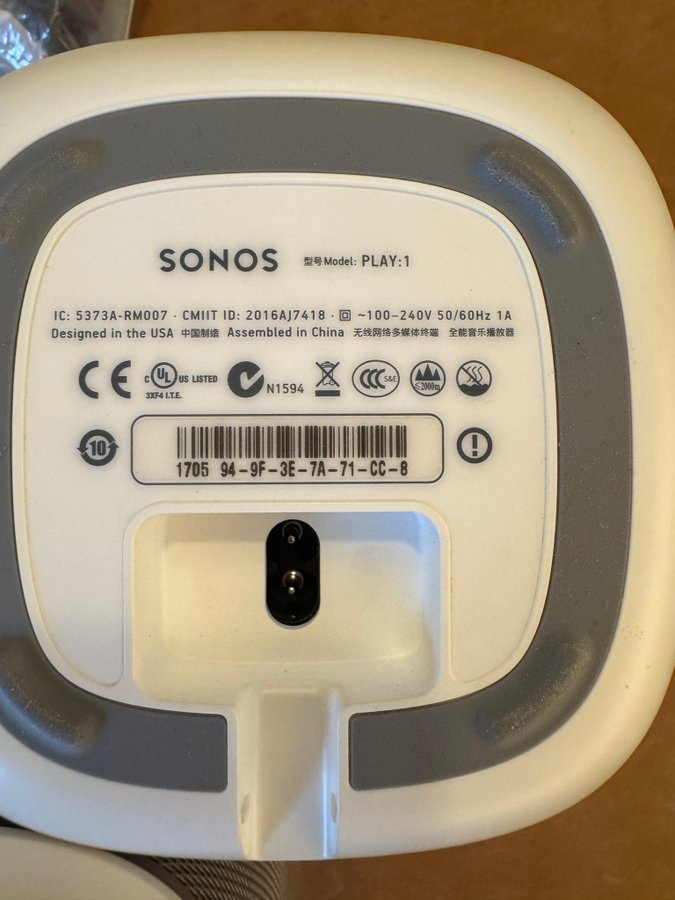 SONOS 型号Model: PLAY:1
IC: 5373A-RM007 · CMIIT ID: 2016AJ7418 · ~100–240V 50/60Hz 1A
Designed in the USA 中国制造 Assembled in China 无线网络多媒体终端 全能音乐播放器
CE c UL US LISTED 3XF4 I.T.E. N1594 CCC S&E ≤2000m
10
1705 94-9F-3E-7A-71-CC-8